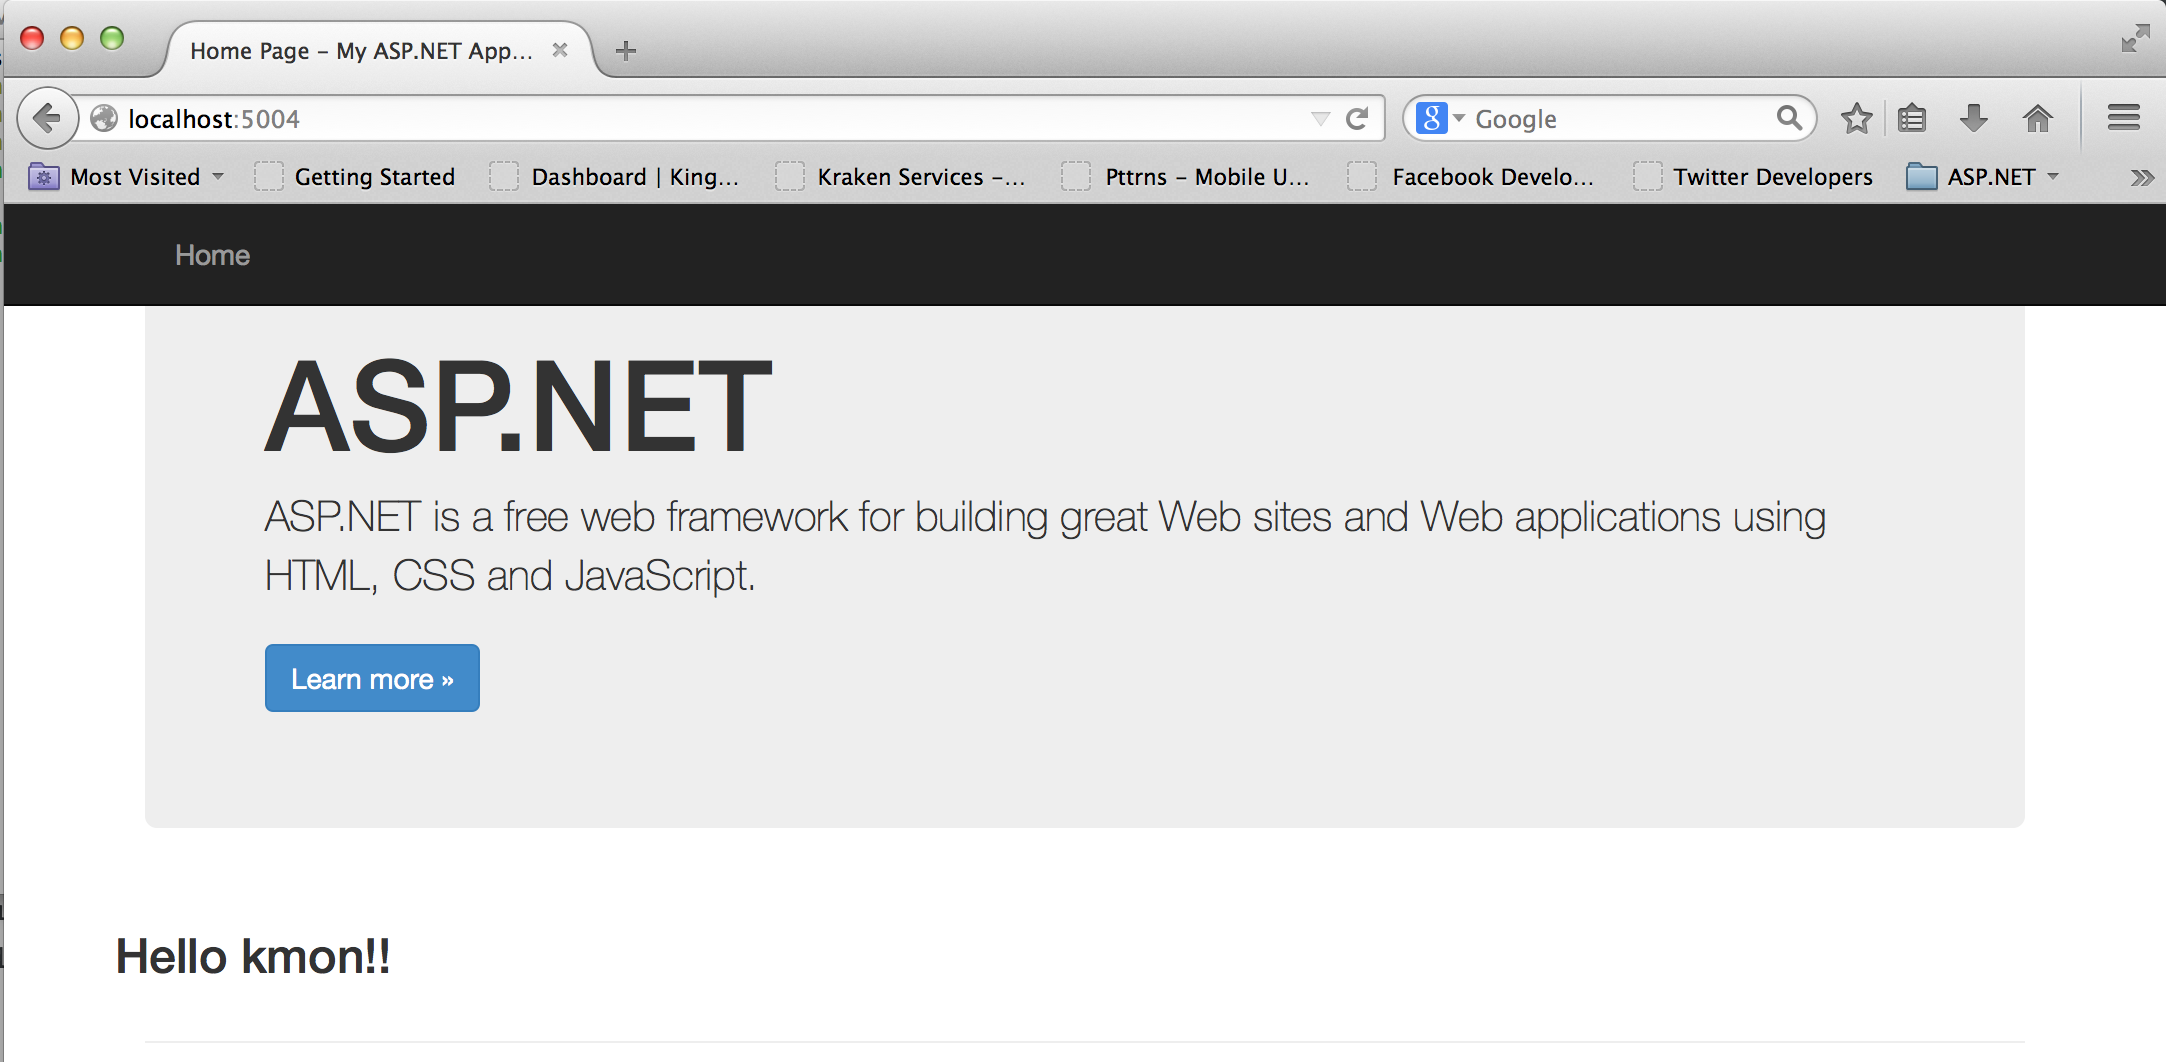 Home Page – My ASP.NET App...
localhost:5004
Google
Most Visited
Getting Started
Dashboard | King...
Kraken Services –...
Pttrns – Mobile U...
Facebook Develo...
Twitter Developers
ASP.NET
Home
ASP.NET
ASP.NET is a free web framework for building great Web sites and Web applications using
HTML, CSS and JavaScript.
Learn more »
Hello kmon!!